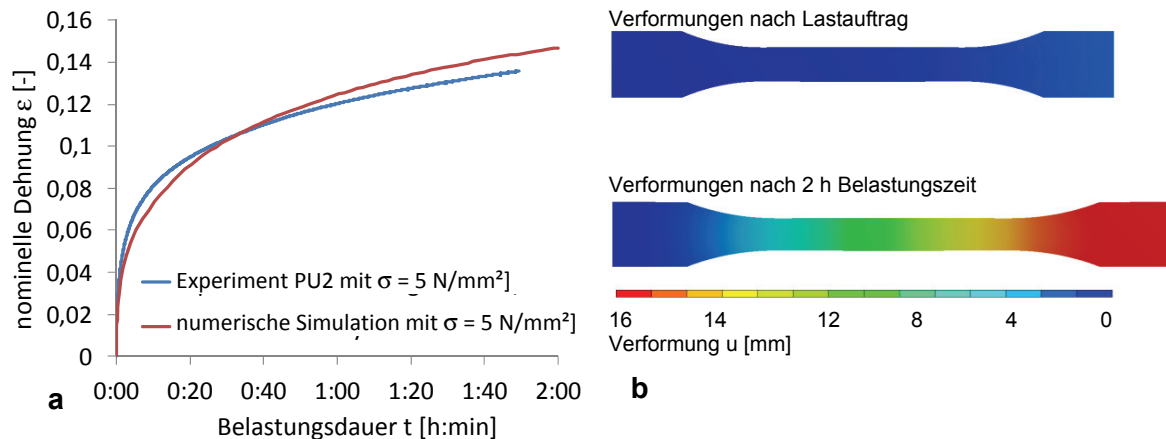 0,16
0,14
0,12
0,1
0,08
0,06
0,04
0,02
0
nominelle Dehnung ε [-]
Experiment PU2 mit σ = 5 N/mm²]
numerische Simulation mit σ = 5 N/mm²]
0:00 0:20 0:40 1:00 1:20 1:40 2:00
a
Belastungsdauer t [h:min]
Verformungen nach Lastauftrag
Verformungen nach 2 h Belastungszeit
16 14 12 8 4 0
Verformung u [mm]
b